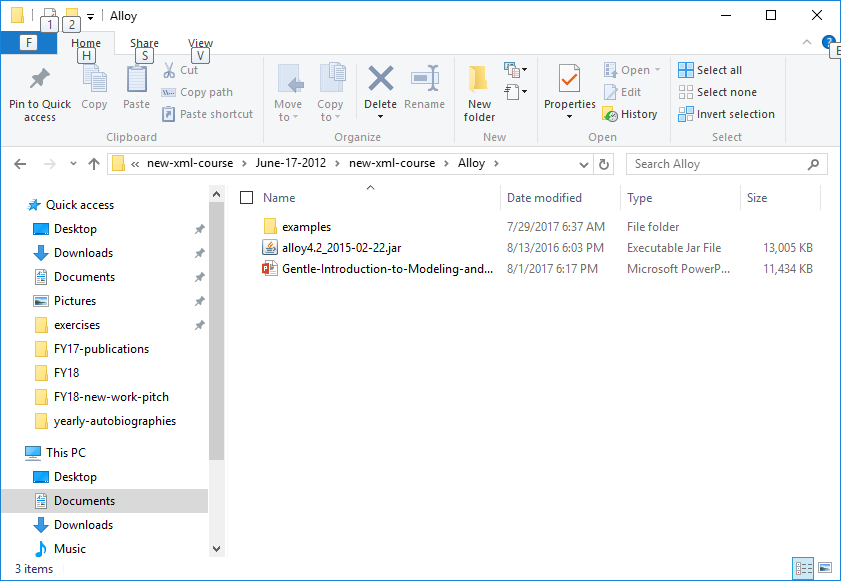 Alloy
1 2
F Home Share View E
H S V
Pin to Quick access
Copy
Paste
Cut
Copy path
Paste shortcut
Clipboard
Move to
Copy to
Delete
Rename
Organize
New folder
New
Properties
Open
Edit
History
Open
Select all
Select none
Invert selection
Select
« new-xml-course › June-17-2012 › new-xml-course › Alloy ›
Search Alloy
Quick access
Desktop
Downloads
Documents
Pictures
exercises
FY17-publications
FY18
FY18-new-work-pitch
yearly-autobiographies
This PC
Desktop
Documents
Downloads
Music
Name Date modified Type Size
examples 7/29/2017 6:37 AM File folder
alloy4.2_2015-02-22.jar 8/13/2016 6:03 PM Executable Jar File 13,005 KB
Gentle-Introduction-to-Modeling-and... 8/1/2017 6:17 PM Microsoft PowerP... 11,434 KB
3 items